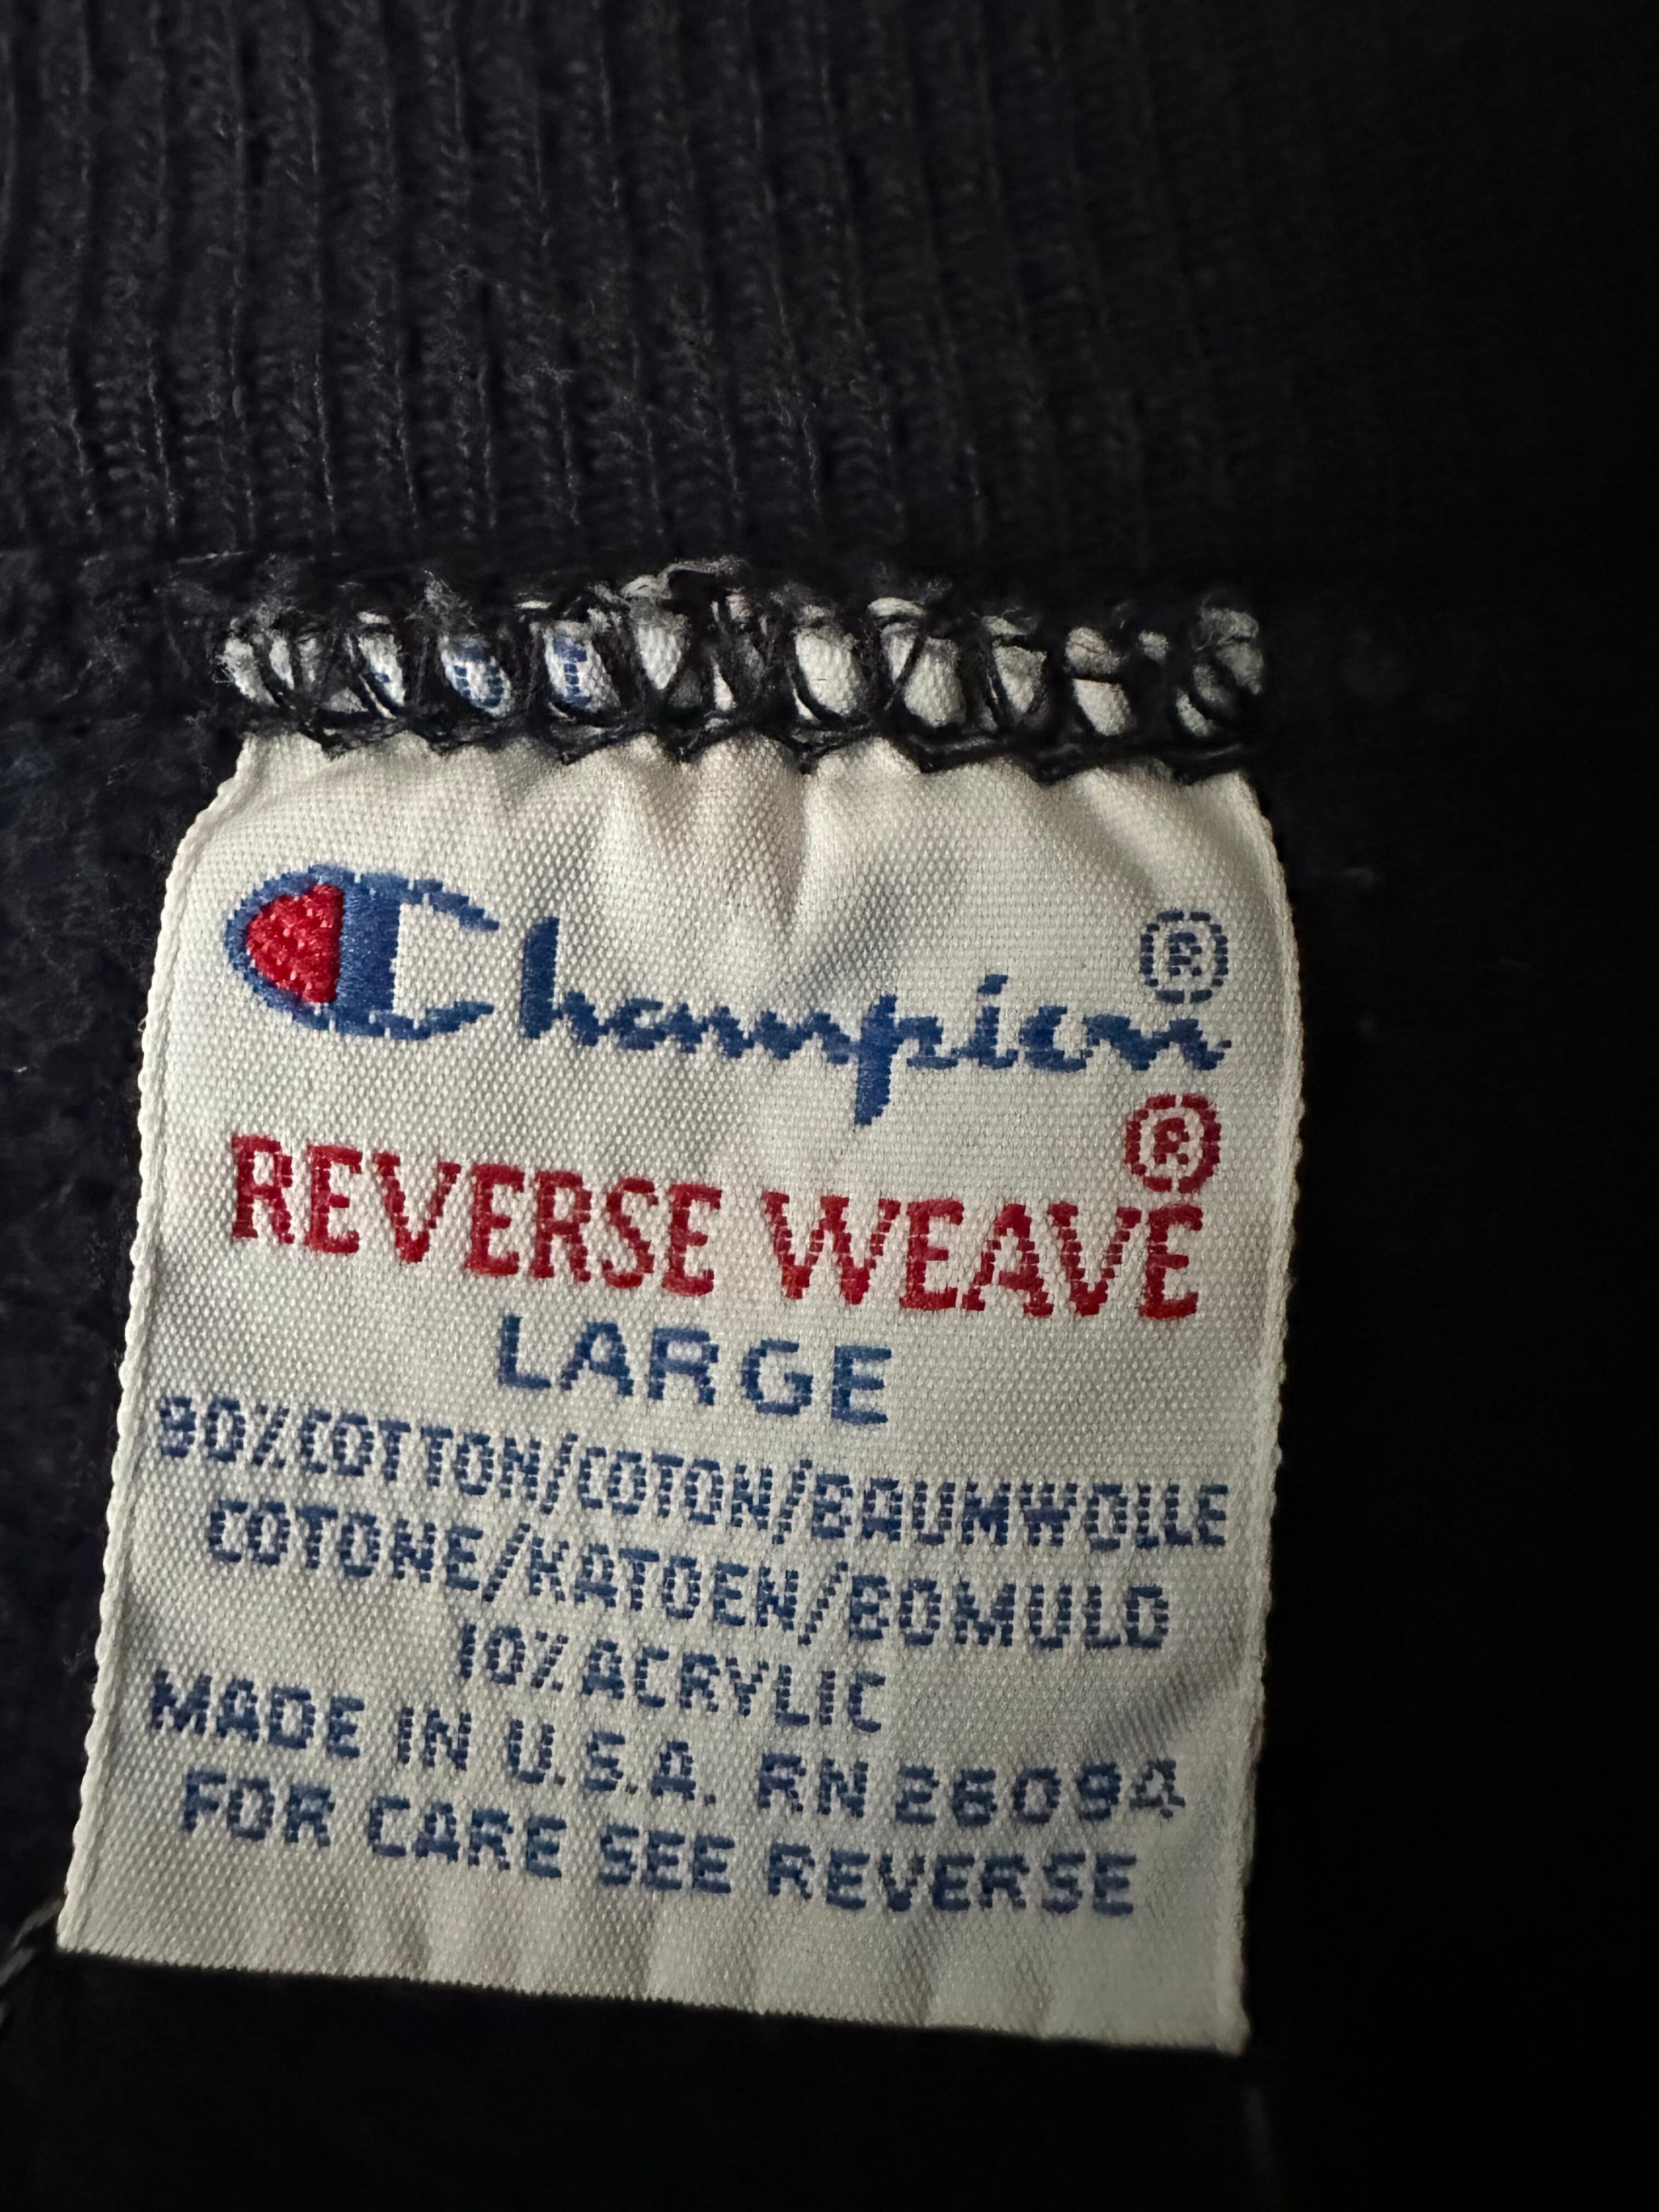 Champion®
REVERSE WEAVE®
LARGE
90%COTTON/COTON/BAUMWOLLE
COTONE/KATOEN/BOMULD
10%ACRYLIC
MADE IN U.S.A. RN 26094
FOR CARE SEE REVERSE